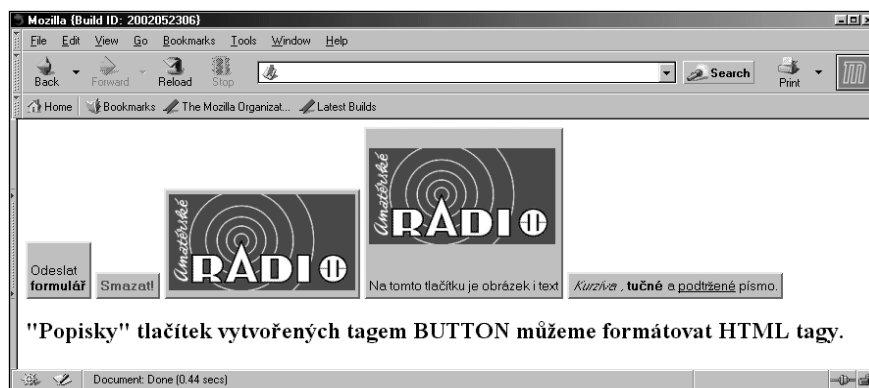 Mozilla {Build ID: 2002052306}
File Edit View Go Bookmarks Tools Window Help
Back Forward Reload Stop Search Print
Home Bookmarks The Mozilla Organizat... Latest Builds
Amatérské
RADIO
Amatérské
RADIO
Odeslat
formulář
Smazat!
Na tomto tlačítku je obrázek i text
Kurzíva , tučné a podtržené písmo.
"Popisky" tlačítek vytvořených tagem BUTTON můžeme formátovat HTML tagy.
Document: Done (0.44 secs)